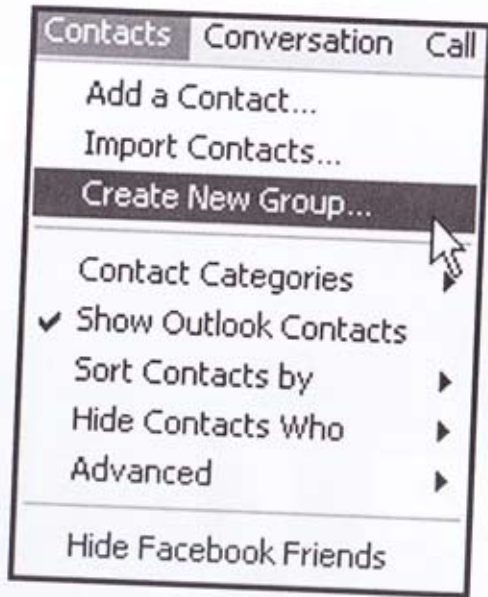 Contacts Conversation Call
Add a Contact...
Import Contacts...
Create New Group...
Contact Categories
Show Outlook Contacts
Sort Contacts by
Hide Contacts Who
Advanced
Hide Facebook Friends